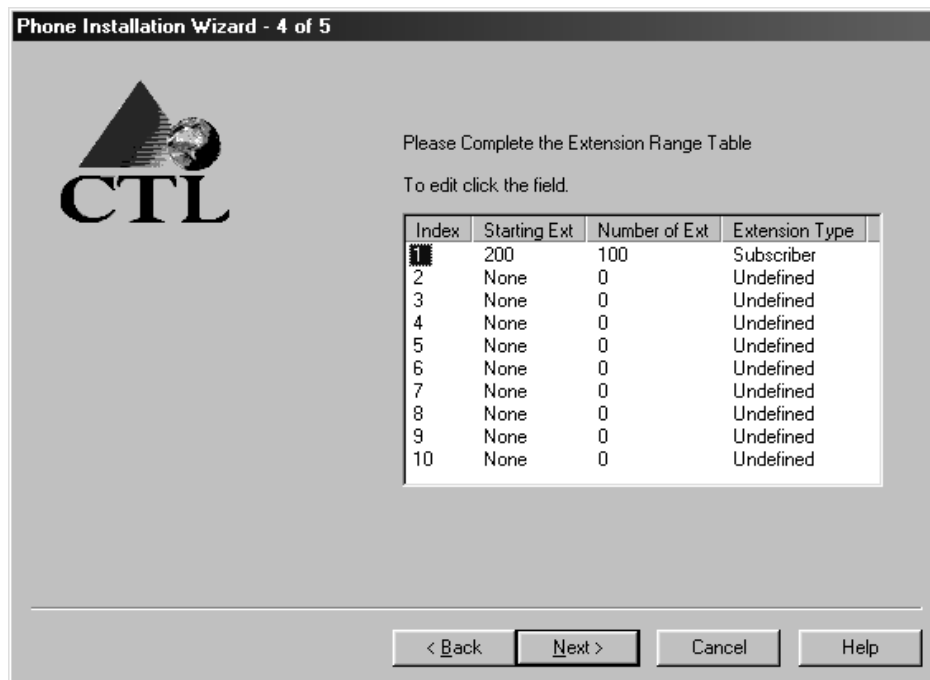 Phone Installation Wizard - 4 of 5
CTL
Please Complete the Extension Range Table
To edit click the field.
Index Starting Ext Number of Ext Extension Type
1 200 100 Subscriber
2 None 0 Undefined
3 None 0 Undefined
4 None 0 Undefined
5 None 0 Undefined
6 None 0 Undefined
7 None 0 Undefined
8 None 0 Undefined
9 None 0 Undefined
10 None 0 Undefined
< Back Next > Cancel Help